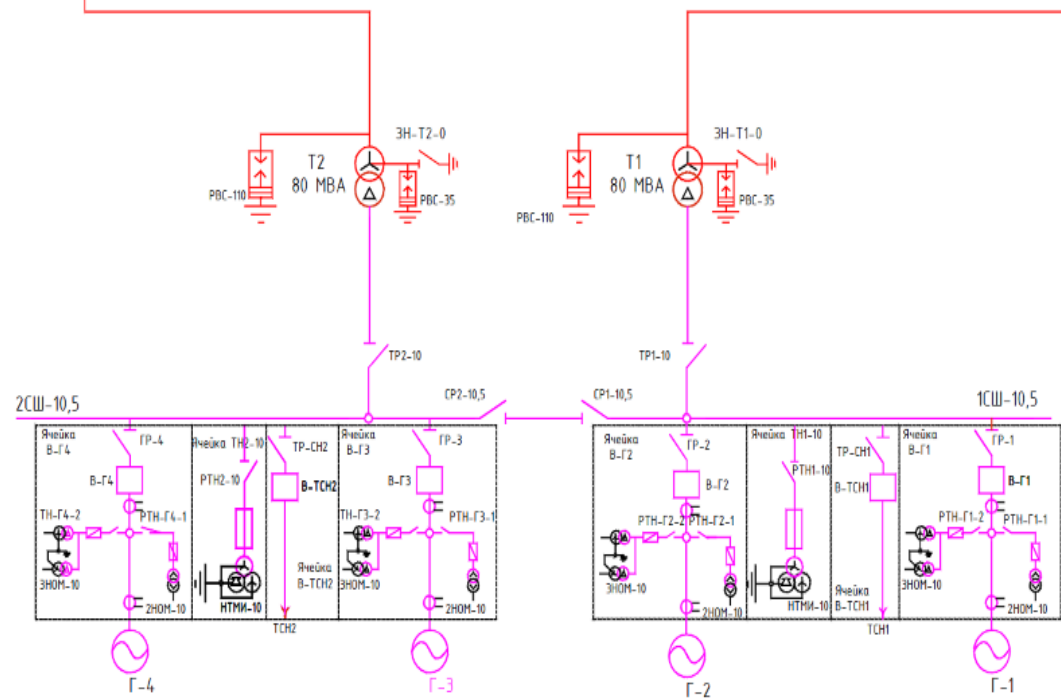 ЗН-Т2-0
ЗН-Т1-0
Т2
80 МВА
Т1
80 МВА
РВС-110
РВС-35
РВС-110
РВС-35
ТР2-10
ТР1-10
СР2-10,5
СР1-10,5
2СШ-10,5
1СШ-10,5
Ячейка
В-Г4
ГР-4
Ячейка ТН2-10
ТР-СН2
Ячейка
В-Г3
ГР-3
Ячейка
В-Г2
ГР-2
Ячейка ТН1-10
ТР-СН1
Ячейка
В-Г1
ГР-1
РТН2-10
РТН1-10
В-Г4
В-ТСН2
В-Г3
В-Г2
В-ТСН1
В-Г1
ТН-Г4-2
РТН-Г4-1
ТН-Г3-2
РТН-Г3-1
РТН-Г2-2
РТН-Г2-1
РТН-Г1-2
РТН-Г1-1
Ячейка
В-ТСН2
Ячейка
В-ТСН1
ЗНОМ-10
2НОМ-10
НТМИ-10
ЗНОМ-10
2НОМ-10
ЗНОМ-10
2НОМ-10
НТМИ-10
ЗНОМ-10
2НОМ-10
ТСН2
ТСН1
Г-4
Г-3
Г-2
Г-1